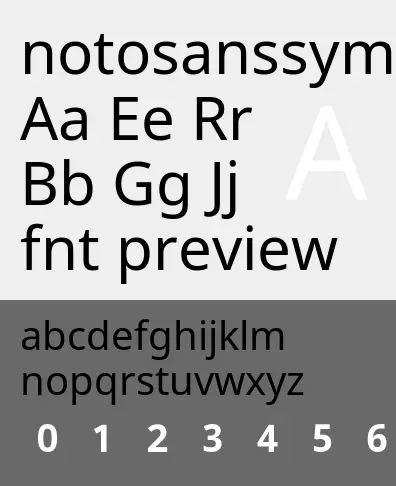 notosanssym
Aa Ee Rr
A
Bb Gg Jj
fnt preview
abcdefghijklm
nopqrstuvwxyz
0 1 2 3 4 5 6